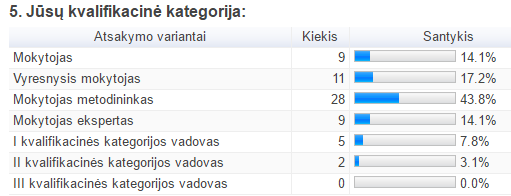 5. Jūsų kvalifikacinė kategorija:
Atsakymo variantai Kiekis Santykis
Mokytojas 9 14.1%
Vyresnysis mokytojas 11 17.2%
Mokytojas metodininkas 28 43.8%
Mokytojas ekspertas 9 14.1%
I kvalifikacinės kategorijos vadovas 5 7.8%
II kvalifikacinės kategorijos vadovas 2 3.1%
III kvalifikacinės kategorijos vadovas 0 0.0%